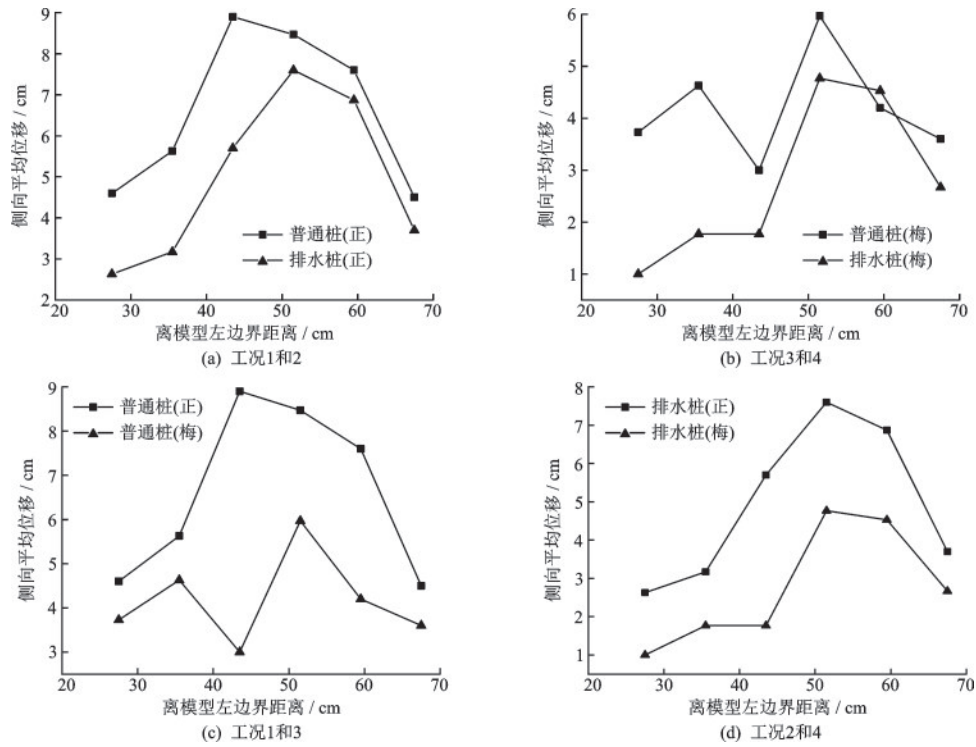 9
8
7
6
5
4
3
2
侧向平均位移 / cm
普通桩(正)
排水桩(正)
20 30 40 50 60 70
离模型左边界距离 / cm
(a) 工况1和2
6
5
4
3
2
1
侧向平均位移 / cm
普通桩(梅)
排水桩(梅)
20 30 40 50 60 70
离模型左边界距离 / cm
(b) 工况3和4
9
8
7
6
5
4
3
侧向平均位移 / cm
普通桩(正)
普通桩(梅)
20 30 40 50 60 70
离模型左边界距离 / cm
(c) 工况1和3
8
7
6
5
4
3
2
1
侧向平均位移 / cm
排水桩(正)
排水桩(梅)
20 30 40 50 60 70
离模型左边界距离 / cm
(d) 工况2和4